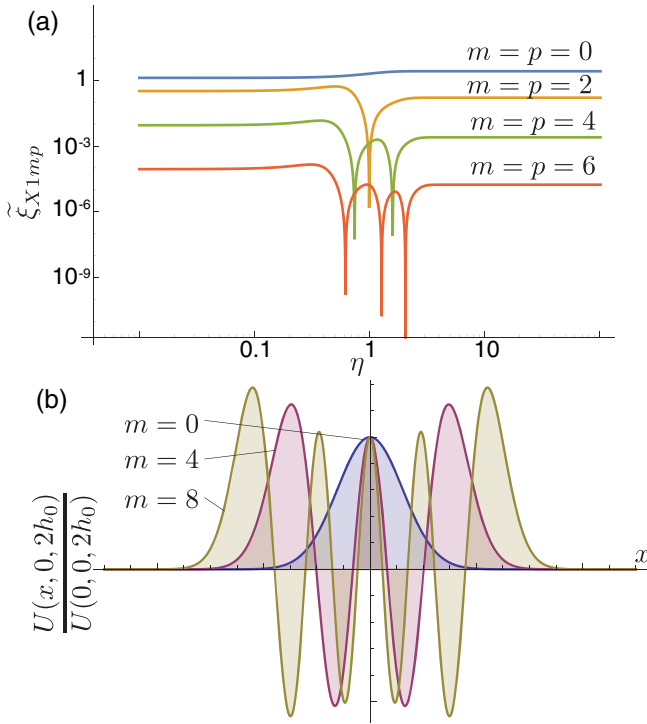 (a)
m = p = 0
m = p = 2
m = p = 4
m = p = 6
1
10-3
10-6
10-9
ξ̃X1mp
0.1 1 10
η
(b)
m = 0
m = 4
m = 8
x
U(x, 0, 2h0)
U(0, 0, 2h0)